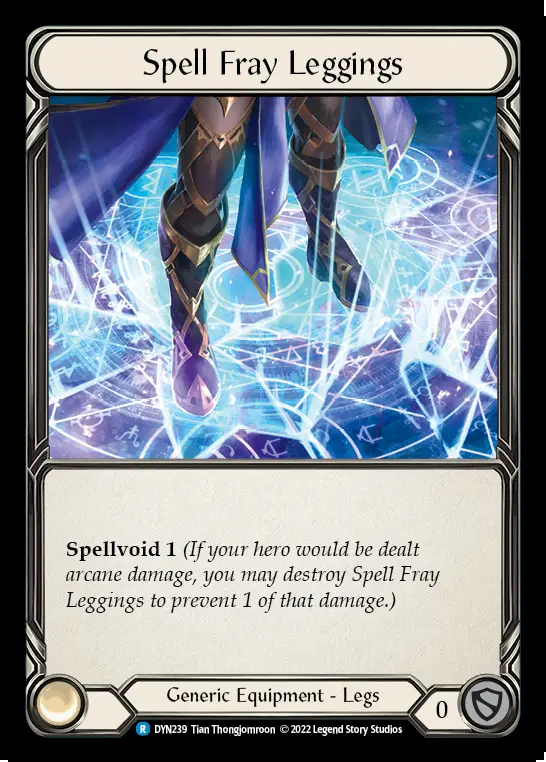 Spell Fray Leggings
Spellvoid 1 (If your hero would be dealt
arcane damage, you may destroy Spell Fray
Leggings to prevent 1 of that damage.)
Generic Equipment - Legs
0
R DYN239 Tian Thongjomroon © 2022 Legend Story Studios